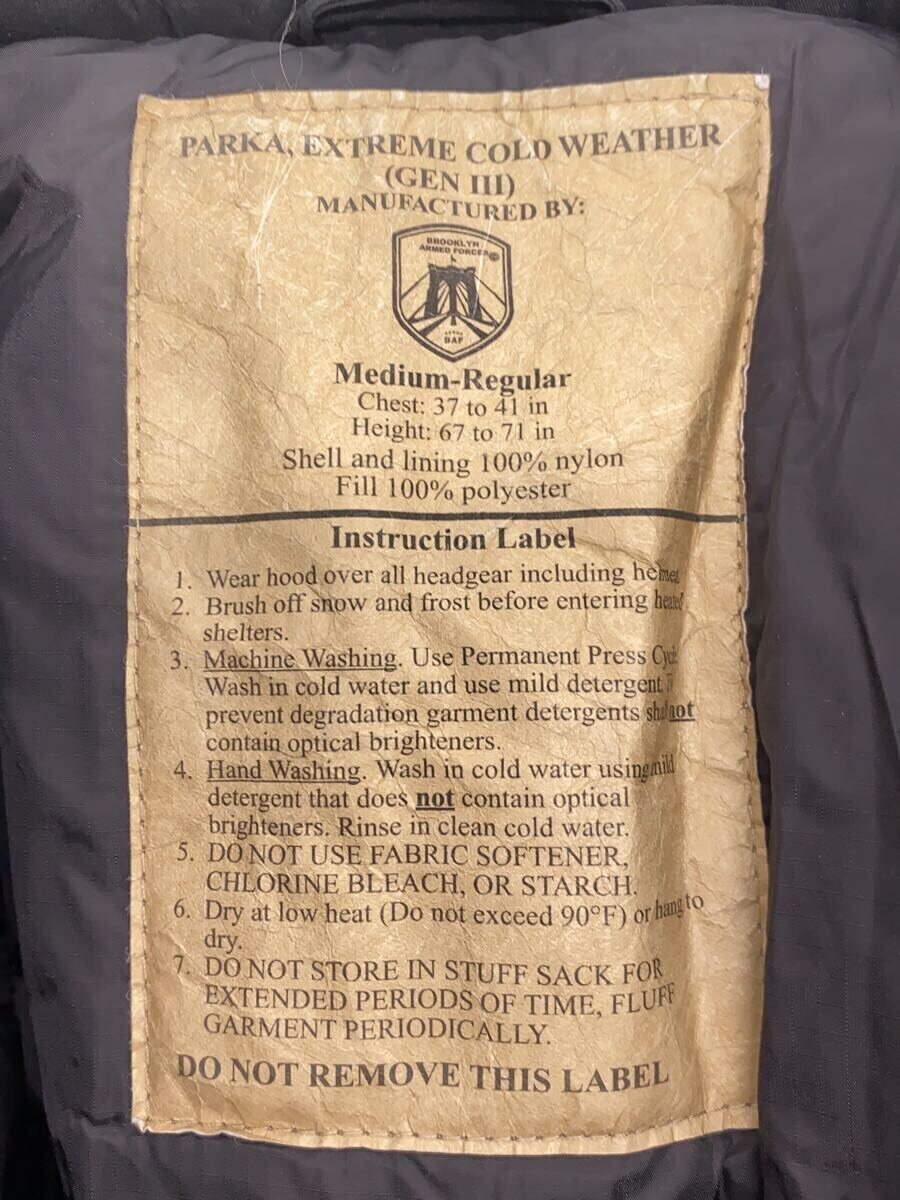 PARKA, EXTREME COLD WEATHER
(GEN III)
MANUFACTURED BY:
BROOKLYN
ARMED FORCES
BAF
Medium-Regular
Chest: 37 to 41 in
Height: 67 to 71 in
Shell and lining 100% nylon
Fill 100% polyester
Instruction Label
1. Wear hood over all headgear including helmet
2. Brush off snow and frost before entering heated
shelters.
3. Machine Washing. Use Permanent Press Cycle
Wash in cold water and use mild detergent.
prevent degradation garment detergents shall not
contain optical brighteners.
4. Hand Washing. Wash in cold water using mild
detergent that does not contain optical
brighteners. Rinse in clean cold water.
5. DO NOT USE FABRIC SOFTENER,
CHLORINE BLEACH, OR STARCH.
6. Dry at low heat (Do not exceed 90°F) or hang to
dry.
7. DO NOT STORE IN STUFF SACK FOR
EXTENDED PERIODS OF TIME, FLUFF
GARMENT PERIODICALLY.
DO NOT REMOVE THIS LABEL